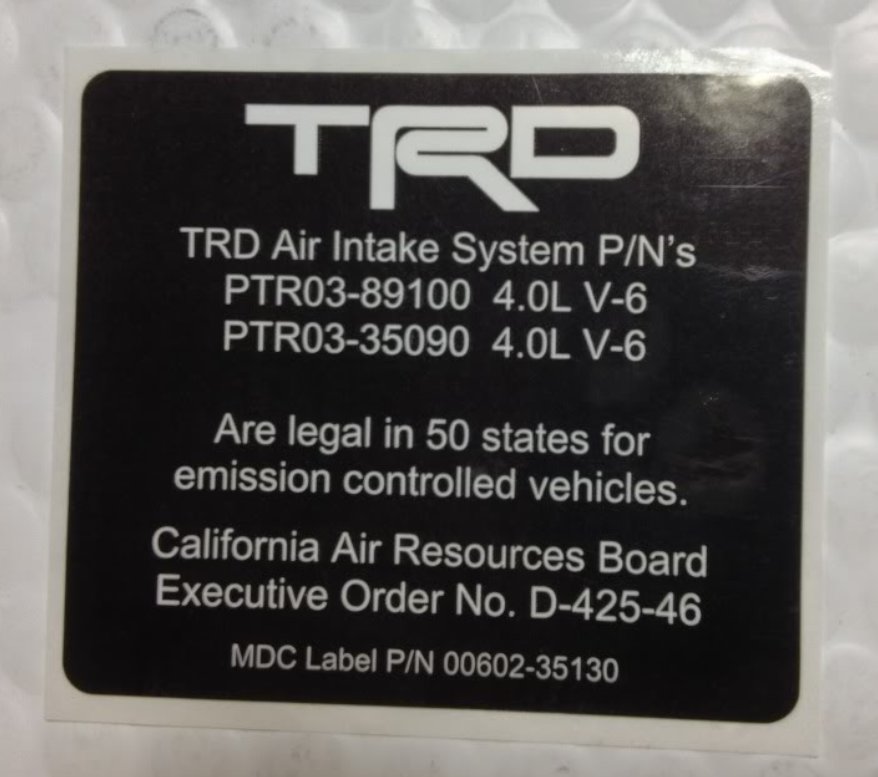 TRD
TRD Air Intake System P/N's
PTR03-89100 4.0L V-6
PTR03-35090 4.0L V-6
Are legal in 50 states for
emission controlled vehicles.
California Air Resources Board
Executive Order No. D-425-46
MDC Label P/N 00602-35130